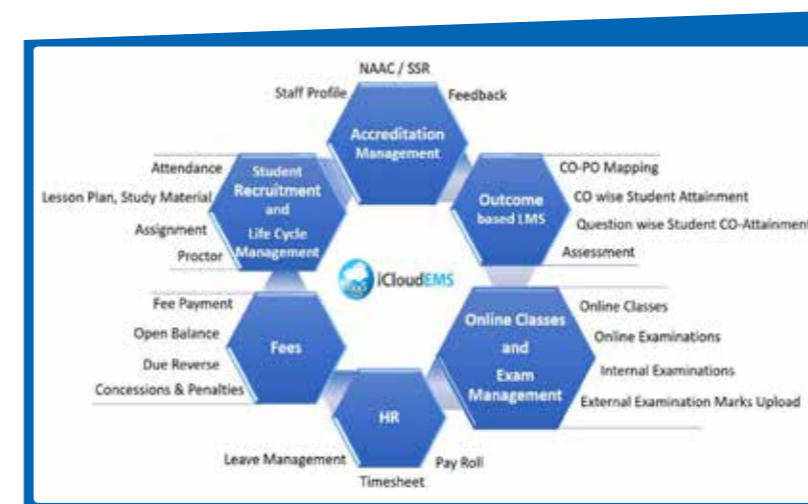 NAAC / SSR
Staff Profile
Feedback
Accreditation
Management
Attendance
Lesson Plan, Study Material
Assignment
Proctor
Student
Recruitment
and
Life Cycle
Management
CO-PO Mapping
CO wise Student Attainment
Question wise Student CO-Attainment
Assessment
Outcome
based LMS
iCloudEMS
Fee Payment
Open Balance
Due Reverse
Concessions & Penalties
Fees
Online Classes
and
Exam
Management
Online Classes
Online Examinations
Internal Examinations
External Examination Marks Upload
HR
Leave Management
Timesheet
Pay Roll